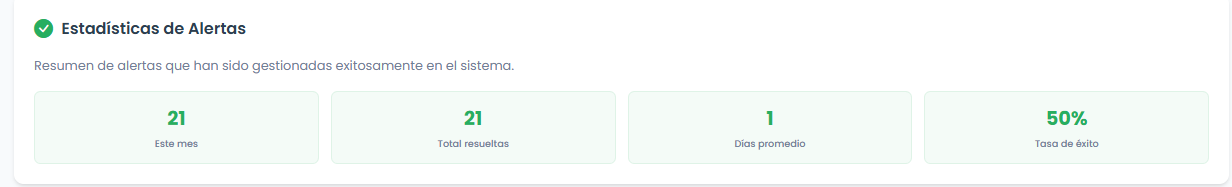 Estadísticas de Alertas
Resumen de alertas que han sido gestionadas exitosamente en el sistema.
21
Este mes
21
Total resueltas
1
Días promedio
50%
Tasa de éxito